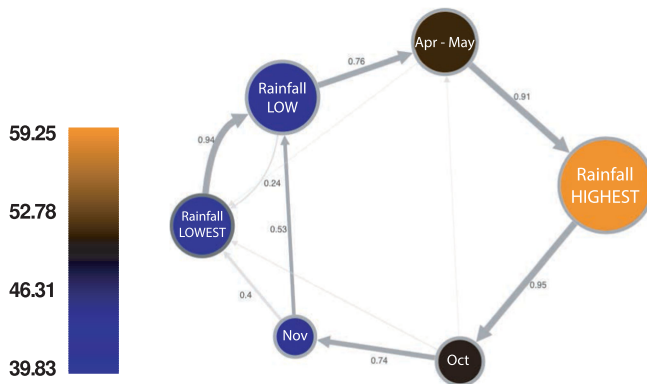 Apr - May
0.76
0.91
Rainfall
LOW
59.25
0.94
Rainfall
HIGHEST
0.24
52.78
Rainfall
LOWEST
0.53
46.31
0.4
0.95
Nov
0.74
Oct
39.83